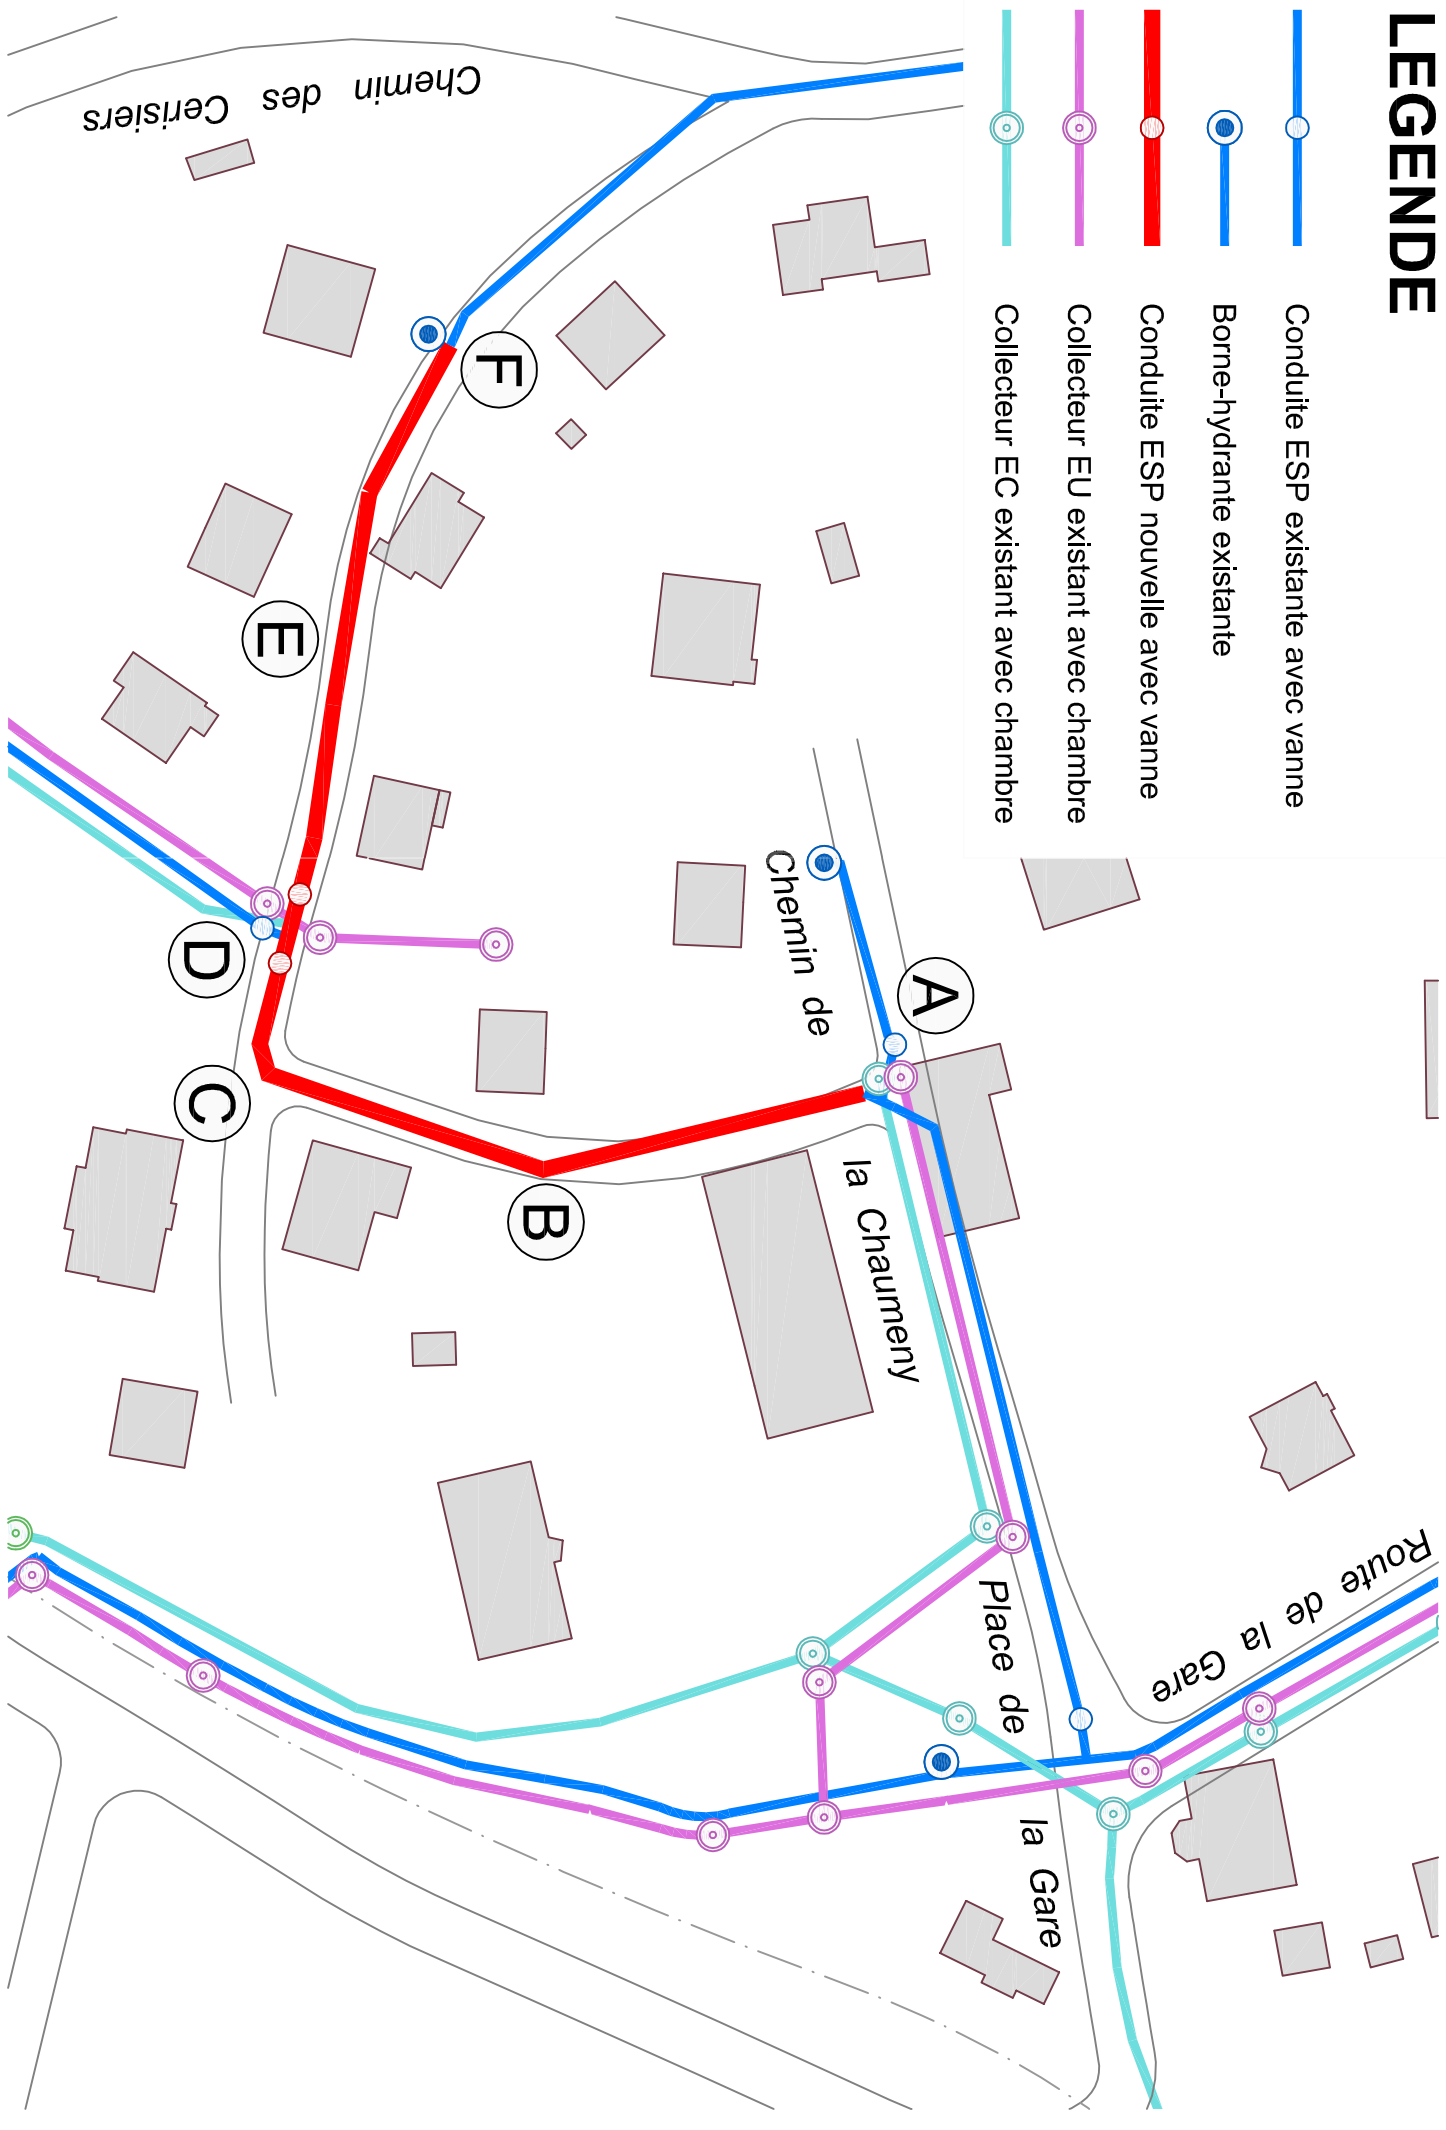 LEGENDE
Conduite ESP existante avec vanne
Borne-hydrante existante
Conduite ESP nouvelle avec vanne
Collecteur EU existant avec chambre
Collecteur EC existant avec chambre
Chemin des Cerisiers
F
E
D
C
B
A
Chemin de
la Chaumeny
Place de
la Gare
Route de la Gare